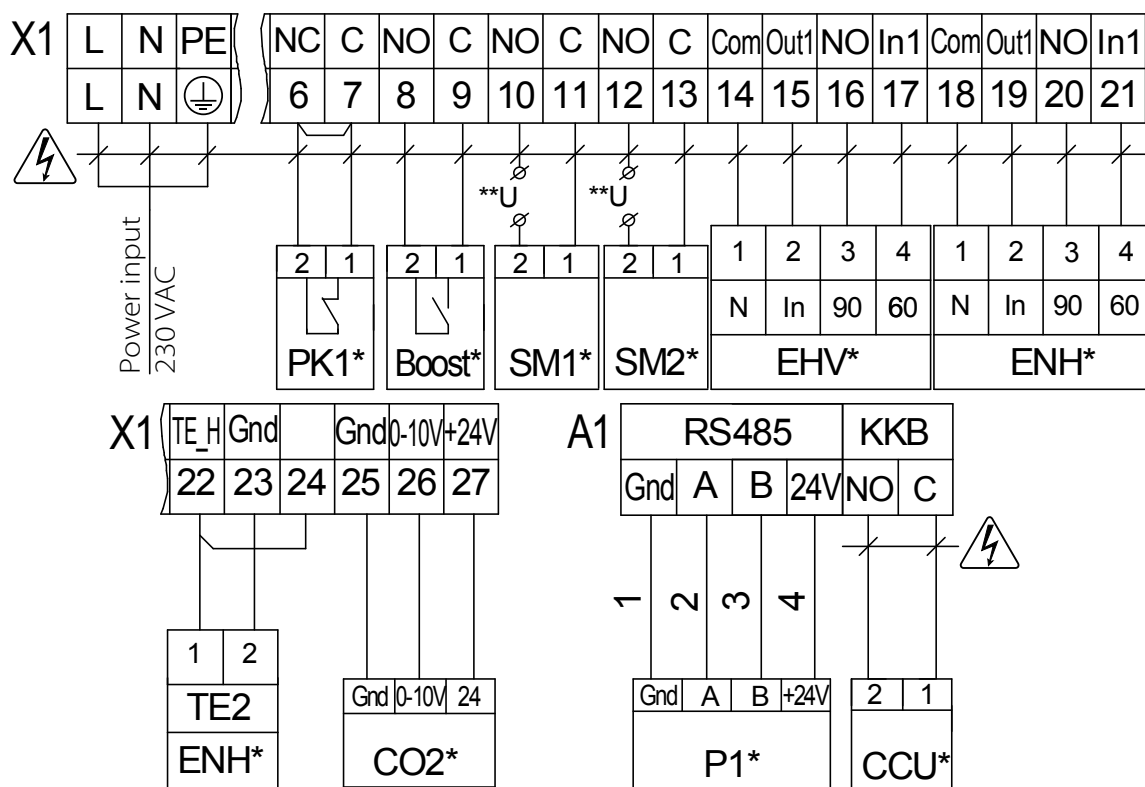 X1 L N PE NC C NO C NO C NO C Com Out1 NO In1 Com Out1 NO In1
L N 6 7 8 9 10 11 12 13 14 15 16 17 18 19 20 21
**U **U
Power input
230 VAC
2 1 2 1 2 1 2 1 1 2 3 4 1 2 3 4
N In 90 60 N In 90 60
PK1* Boost* SM1* SM2* EHV* ENH*
X1 TE_H Gnd Gnd 0-10V +24V
22 23 24 25 26 27
A1 RS485 KKB
Gnd A B 24V NO C
1 2 3 4
1 2
TE2
ENH*
Gnd 0-10V 24
CO2*
Gnd A B +24V
P1*
2 1
CCU*